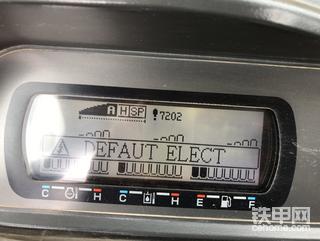 A H SP 7202
DEFAUT ELECT
C H C H E F
铁甲网